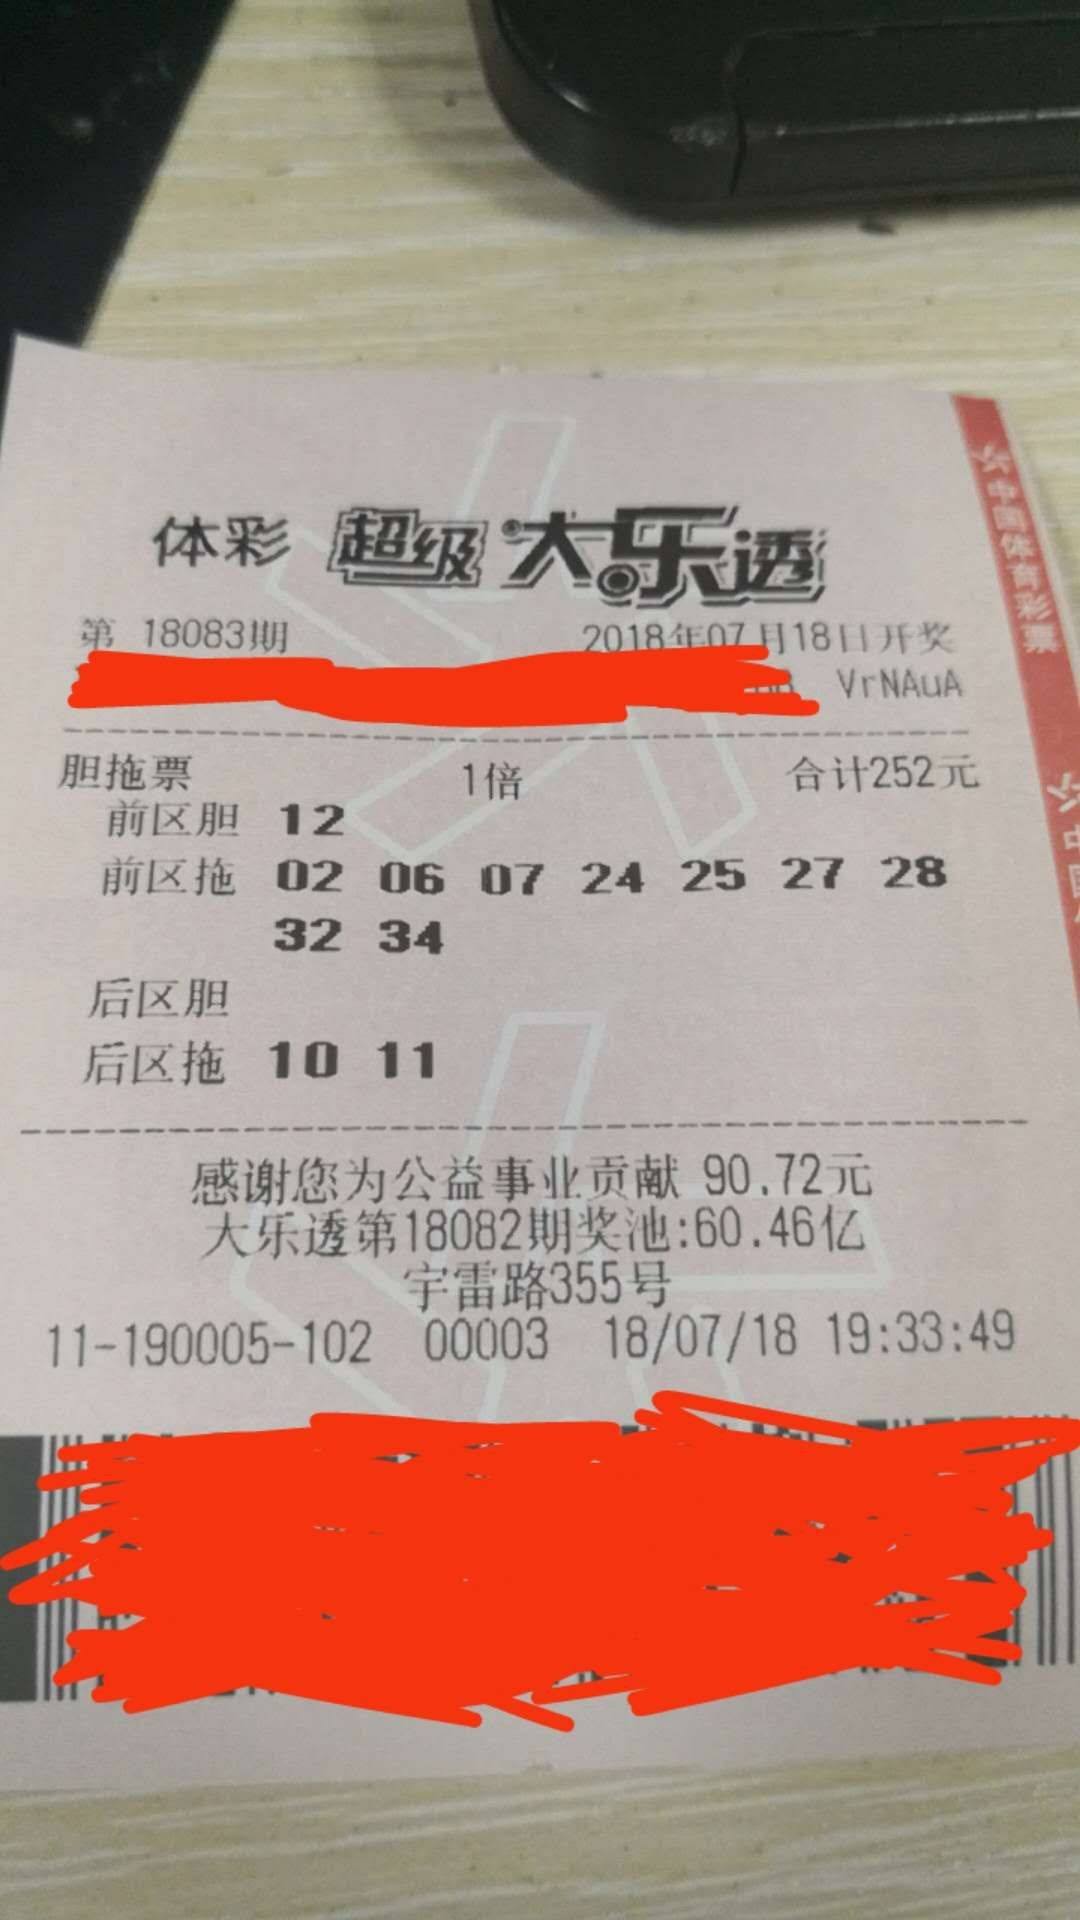 体彩 超级大乐透
第 18083期 2018年07月18日开奖
VrNAuA
胆拖票 1倍 合计252元
前区胆 12
前区拖 02 06 07 24 25 27 28
32 34
后区胆
后区拖 10 11
感谢您为公益事业贡献 90.72元
大乐透第18082期奖池:60.46亿
宇雷路355号
11-190005-102 00003 18/07/18 19:33:49
中国体育彩票
中国